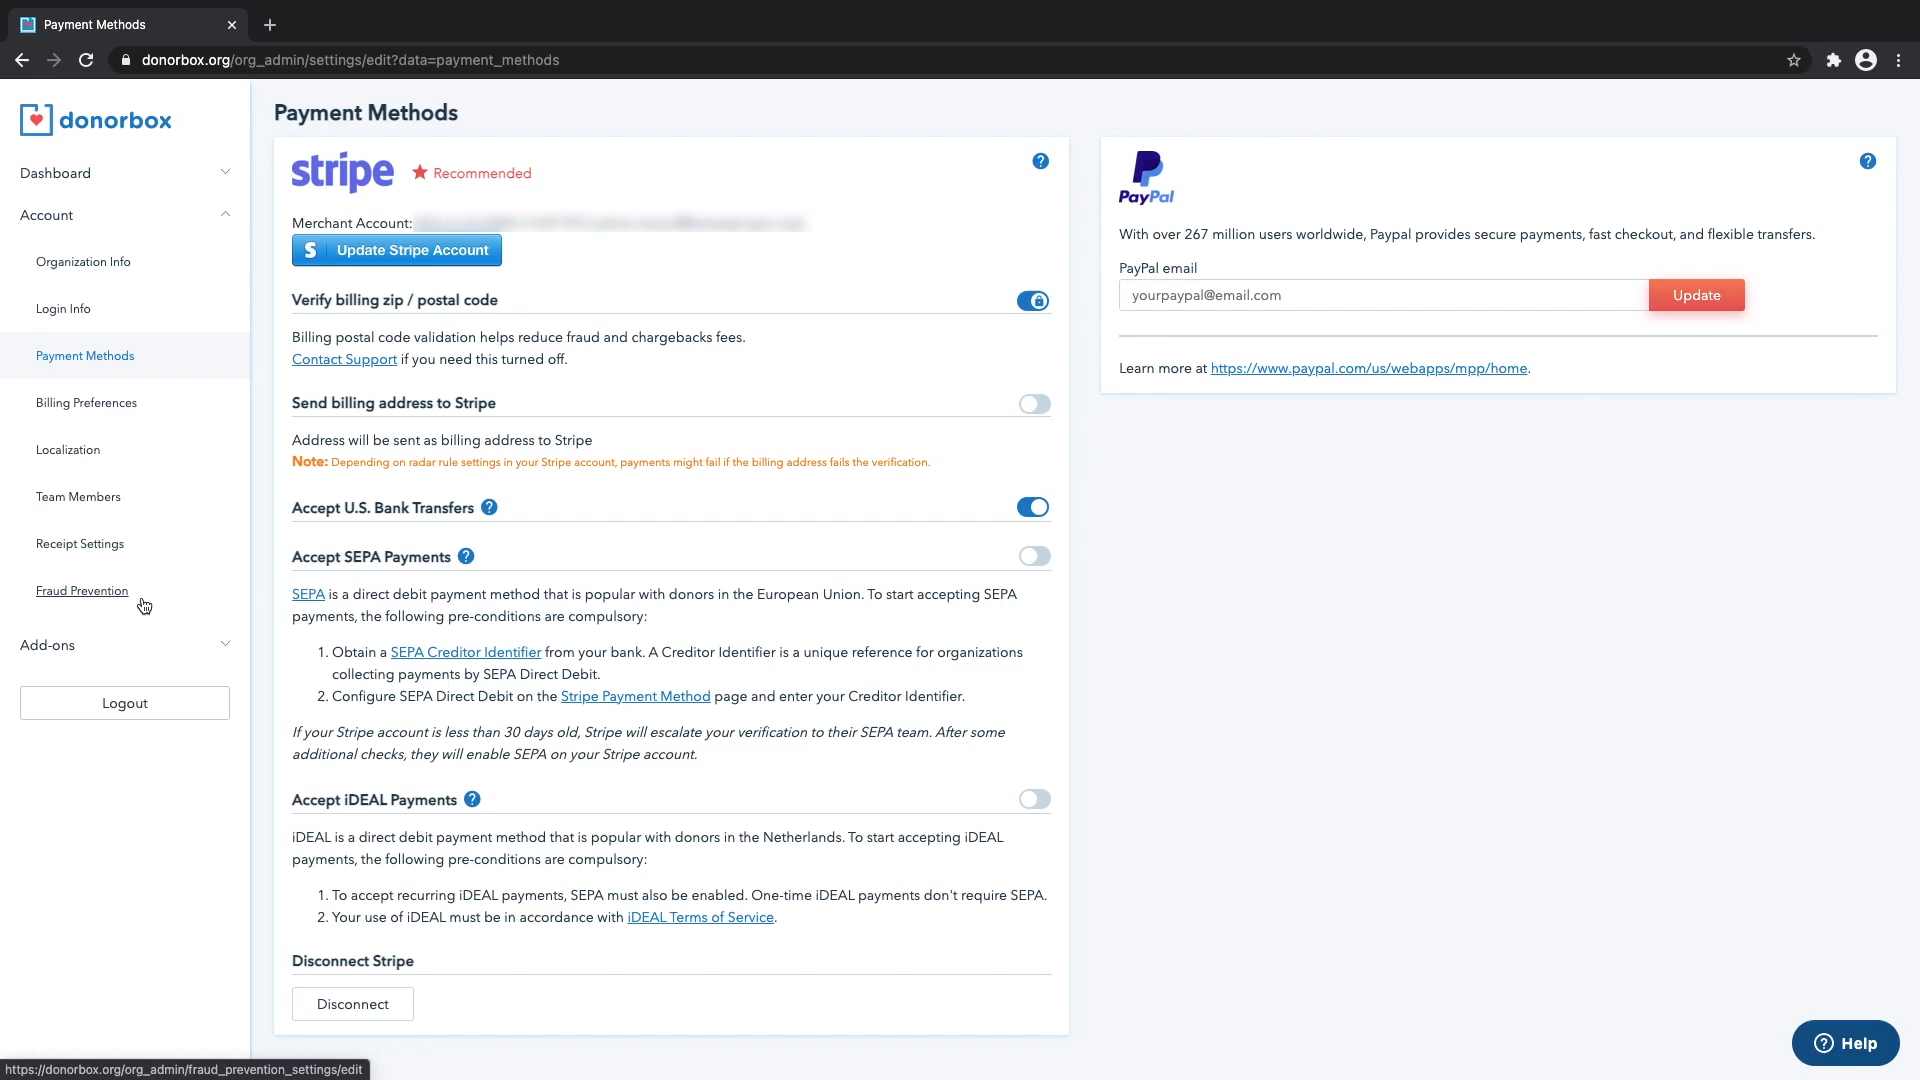 Payment Methods
donorbox.org/org_admin/settings/edit?data=payment_methods
donorbox
Dashboard
Account
Organization Info
Login Info
Payment Methods
Billing Preferences
Localization
Team Members
Receipt Settings
Fraud Prevention
Add-ons
Logout
https://donorbox.org/org_admin/fraud_prevention_settings/edit
Payment Methods
stripe Recommended
Merchant Account:
S Update Stripe Account
Verify billing zip / postal code
Billing postal code validation helps reduce fraud and chargebacks fees.
Contact Support if you need this turned off.
Send billing address to Stripe
Address will be sent as billing address to Stripe
Note: Depending on radar rule settings in your Stripe account, payments might fail if the billing address fails the verification.
Accept U.S. Bank Transfers ?
Accept SEPA Payments ?
SEPA is a direct debit payment method that is popular with donors in the European Union. To start accepting SEPA
payments, the following pre-conditions are compulsory:
1. Obtain a SEPA Creditor Identifier from your bank. A Creditor Identifier is a unique reference for organizations
collecting payments by SEPA Direct Debit.
2. Configure SEPA Direct Debit on the Stripe Payment Method page and enter your Creditor Identifier.
If your Stripe account is less than 30 days old, Stripe will escalate your verification to their SEPA team. After some
additional checks, they will enable SEPA on your Stripe account.
Accept iDEAL Payments ?
iDEAL is a direct debit payment method that is popular with donors in the Netherlands. To start accepting iDEAL
payments, the following pre-conditions are compulsory:
1. To accept recurring iDEAL payments, SEPA must also be enabled. One-time iDEAL payments don't require SEPA.
2. Your use of iDEAL must be in accordance with iDEAL Terms of Service.
Disconnect Stripe
Disconnect
PayPal
With over 267 million users worldwide, Paypal provides secure payments, fast checkout, and flexible transfers.
PayPal email
yourpaypal@email.com
Update
Learn more at https://www.paypal.com/us/webapps/mpp/home.
? Help